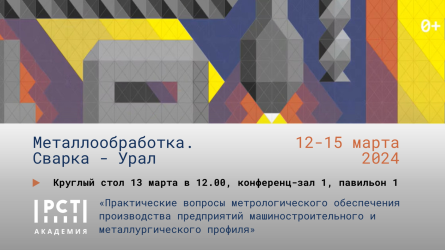 0+
Металлообработка.
Сварка - Урал
12-15 марта
2024
Круглый стол 13 марта в 12.00, конференц-зал 1, павильон 1
РСТ
АКАДЕМИЯ
«Практические вопросы метрологического обеспечения
производства предприятий машиностроительного и
металлургического профиля»